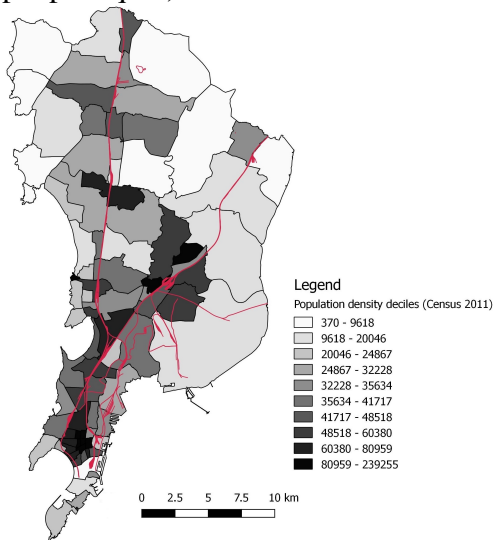 Legend
Population density deciles (Census 2011)
370 - 9618
9618 - 20046
20046 - 24867
24867 - 32228
32228 - 35634
35634 - 41717
41717 - 48518
48518 - 60380
60380 - 80959
80959 - 239255
0 2.5 5 7.5 10 km